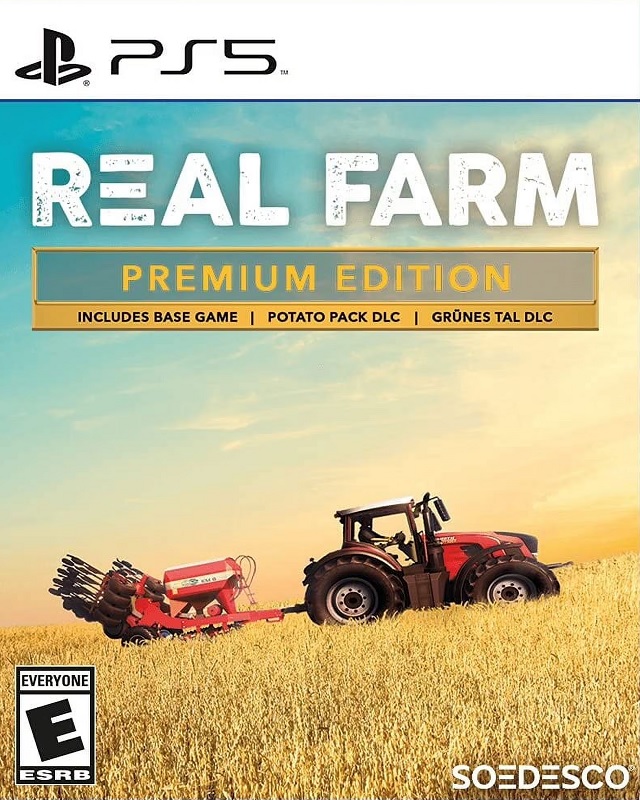 PS5
REAL FARM
PREMIUM EDITION
INCLUDES BASE GAME | POTATO PACK DLC | GRÜNES TAL DLC
EVERYONE
E
ESRB
SOEDESCO